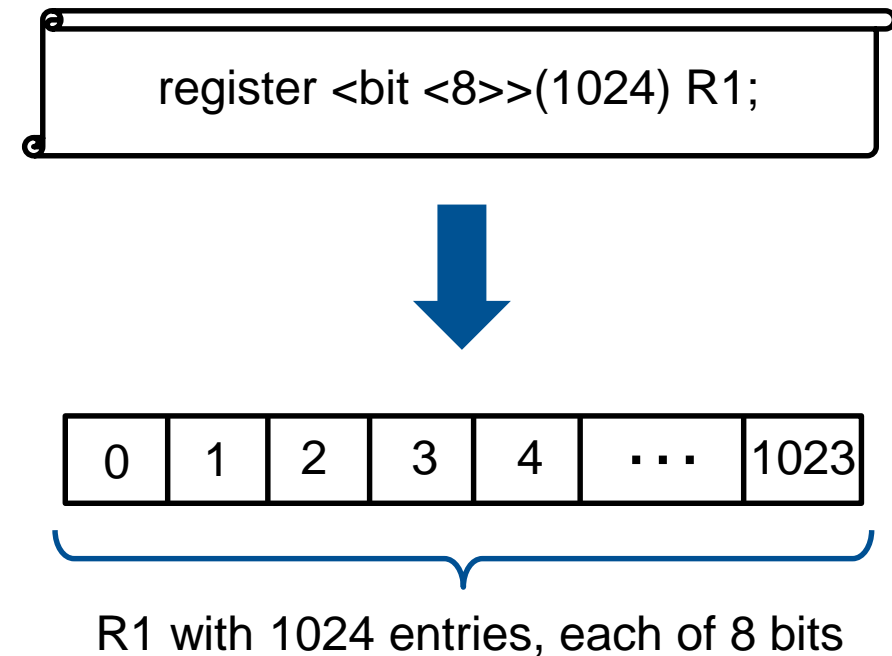 register <bit <8>>(1024) R1;
0 1 2 3 4 ... 1023
R1 with 1024 entries, each of 8 bits